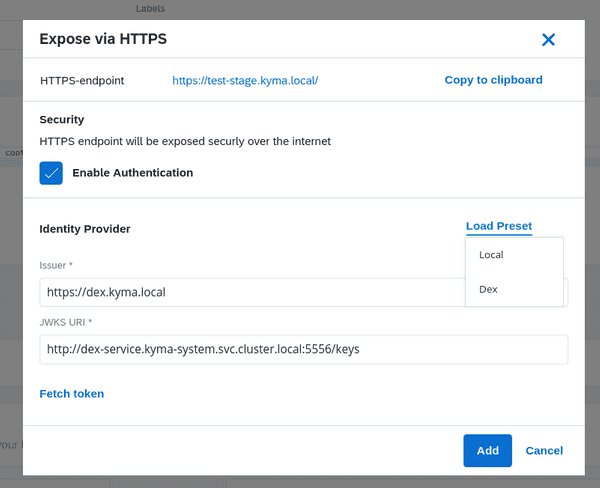 Labels
Expose via HTTPS
HTTPS-endpoint https://test-stage.kyma.local/ Copy to clipboard
Security
HTTPS endpoint will be exposed securly over the internet
Enable Authentication
Identity Provider Load Preset
Local
Dex
Issuer *
https://dex.kyma.local
JWKS URI *
http://dex-service.kyma-system.svc.cluster.local:5556/keys
Fetch token
Add Cancel